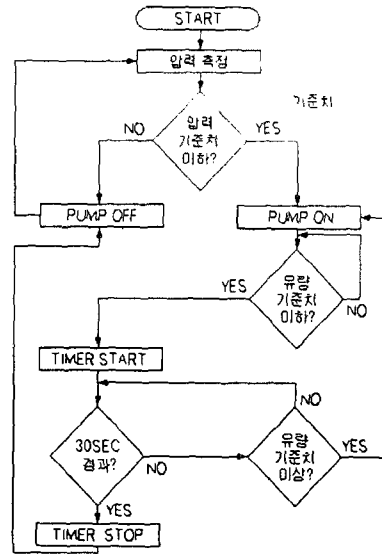 START
압력 측정
기준치
NO
압력
기준치
이하?
YES
PUMP OFF
PUMP ON
YES
유량
기준치
이하?
NO
TIMER START
NO
30SEC
경과?
NO
유량
기준치
이상?
YES
YES
TIMER STOP